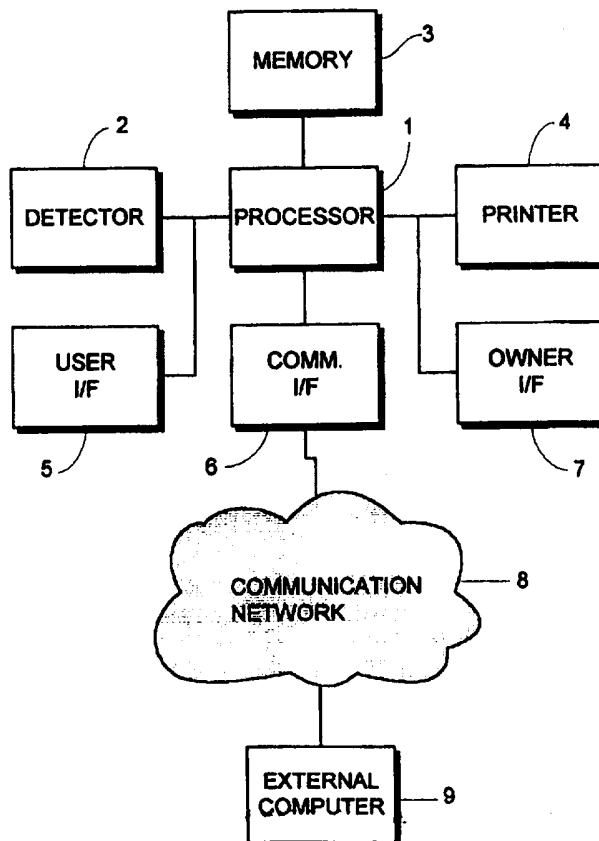 3
MEMORY
2
1
4
DETECTOR
PROCESSOR
PRINTER
USER
I/F
COMM.
I/F
OWNER
I/F
5
6
7
COMMUNICATION
NETWORK
8
EXTERNAL
COMPUTER
9